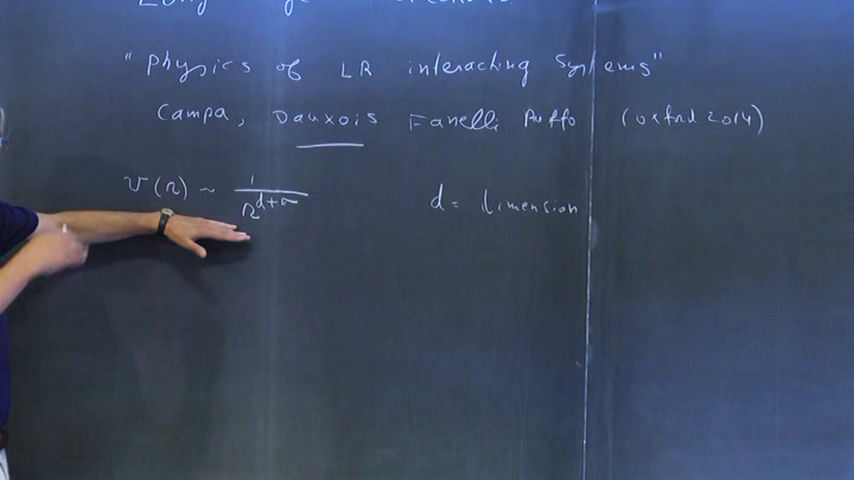 "Physics of LR interacting systems"
Campa, Dauxois Fanelli Ruffo (oxford 2014)
v(r) ~ 1 / r^{d+σ} d = dimension